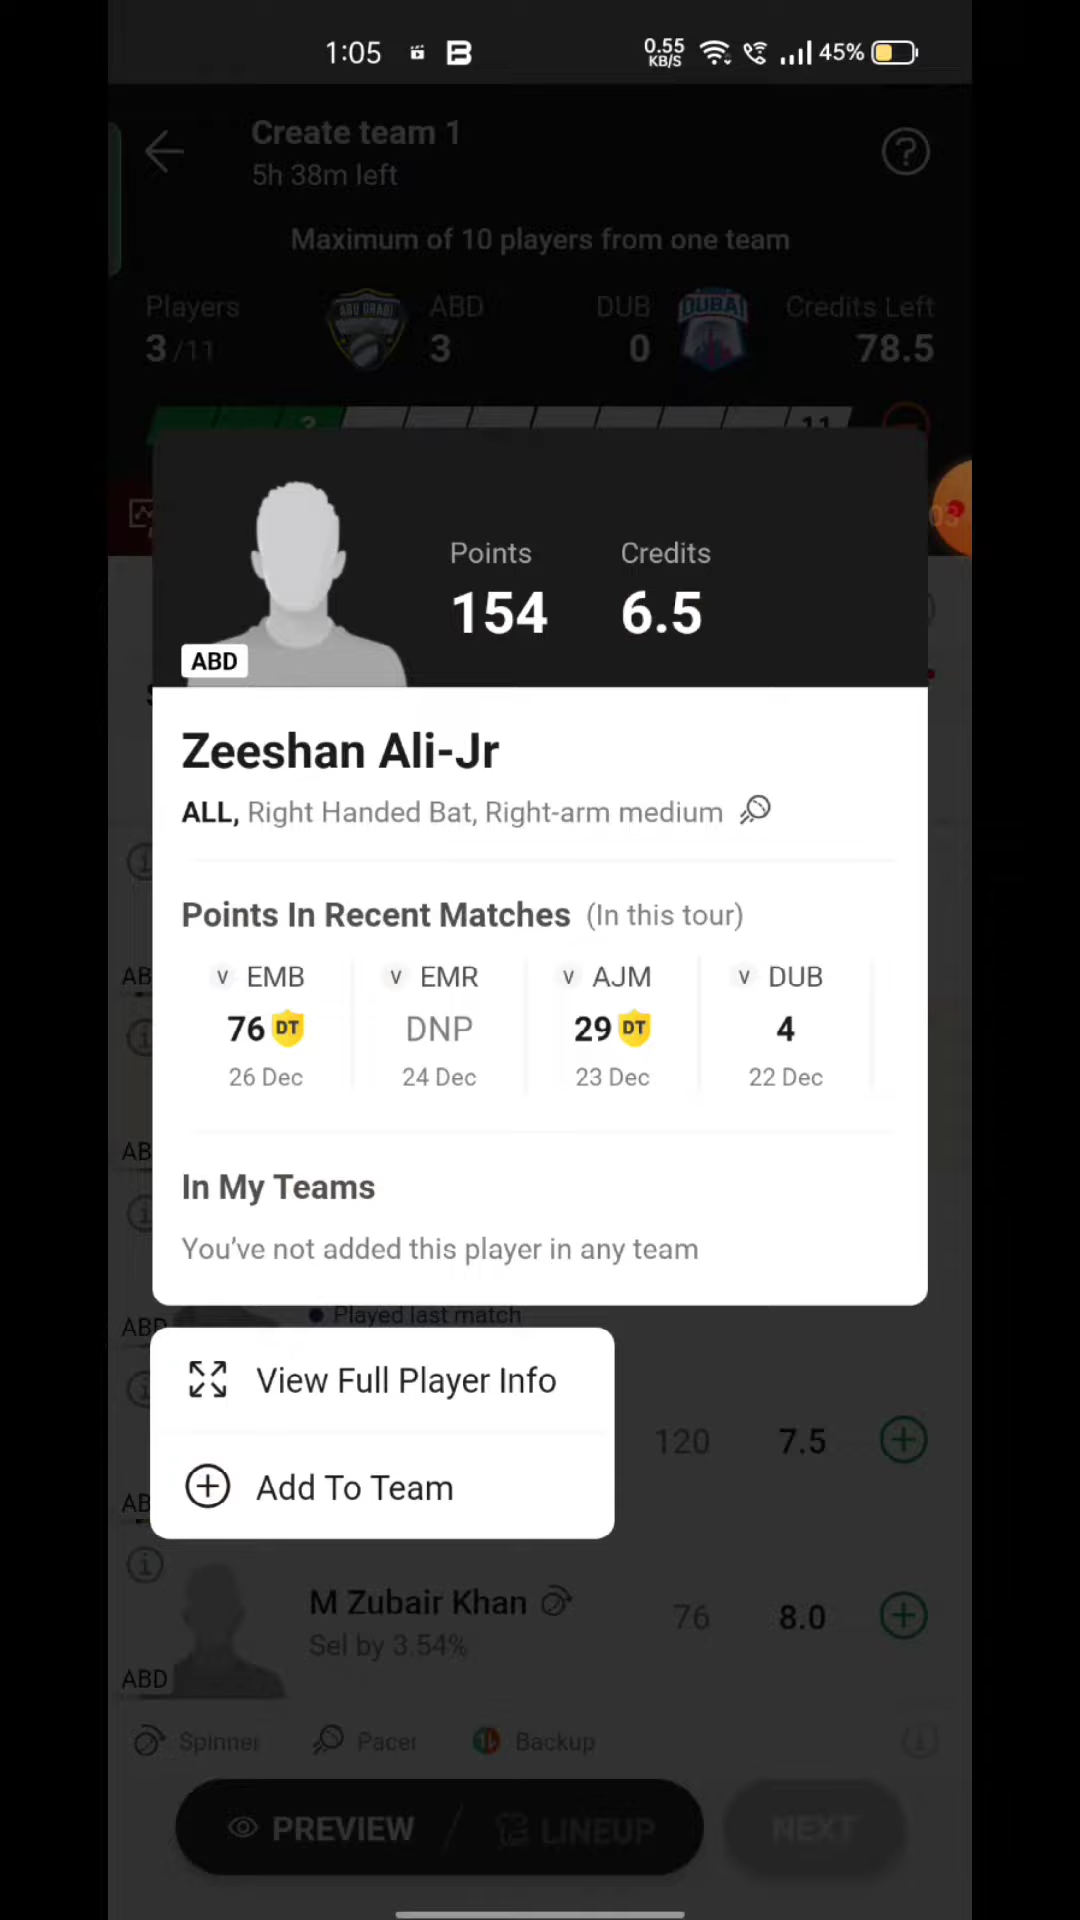 1:05 0.55 KB/S 45%
Create team 1
5h 38m left
Maximum of 10 players from one team
Players ABD DUB Credits Left
3/11 3 0 78.5
ABU DHABI
DUBAI
3 11
Points Credits
154 6.5
ABD
Zeeshan Ali-Jr
ALL, Right Handed Bat, Right-arm medium
Points In Recent Matches (In this tour)
v EMB v EMR v AJM v DUB
76 DT DNP 29 DT 4
26 Dec 24 Dec 23 Dec 22 Dec
In My Teams
You've not added this player in any team
Played last match
View Full Player Info
120 7.5
Add To Team
M Zubair Khan 76 8.0
Sel by 3.54%
ABD
Spinner Pacer Backup
PREVIEW LINEUP NEXT